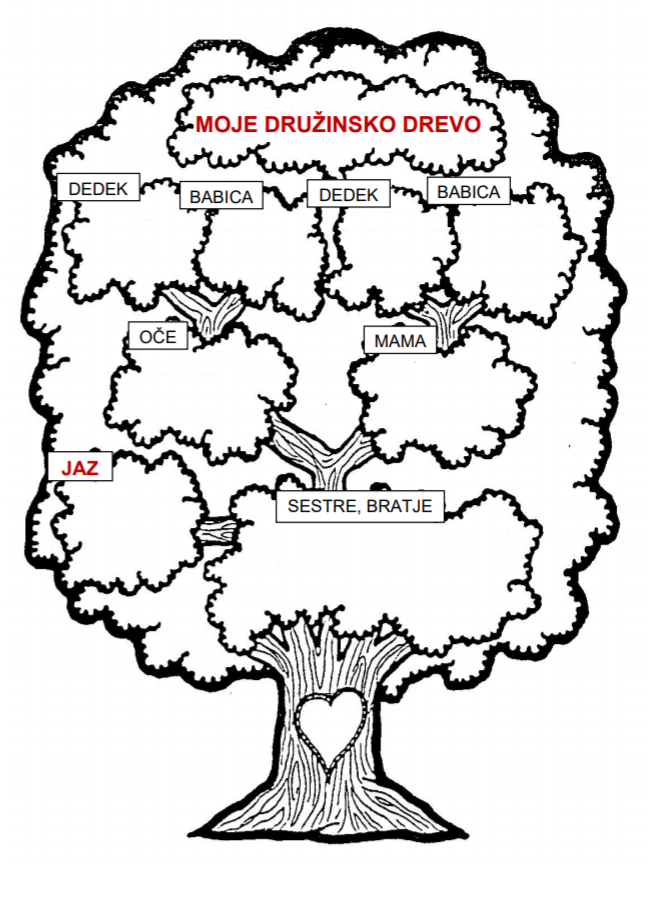 MOJE DRUŽINSKO DREVO
DEDEK
BABICA
DEDEK
BABICA
OČE
MAMA
JAZ
SESTRE, BRATJE